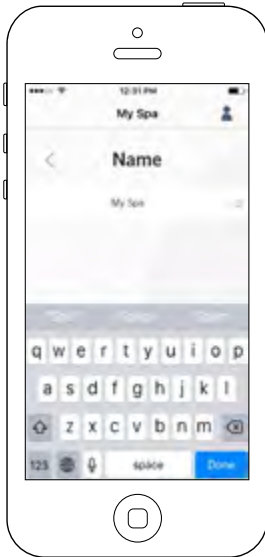 12:31 PM
My Spa
Name
My Spa
q w e r t y u i o p
a s d f g h j k l
z x c v b n m
123 space Done